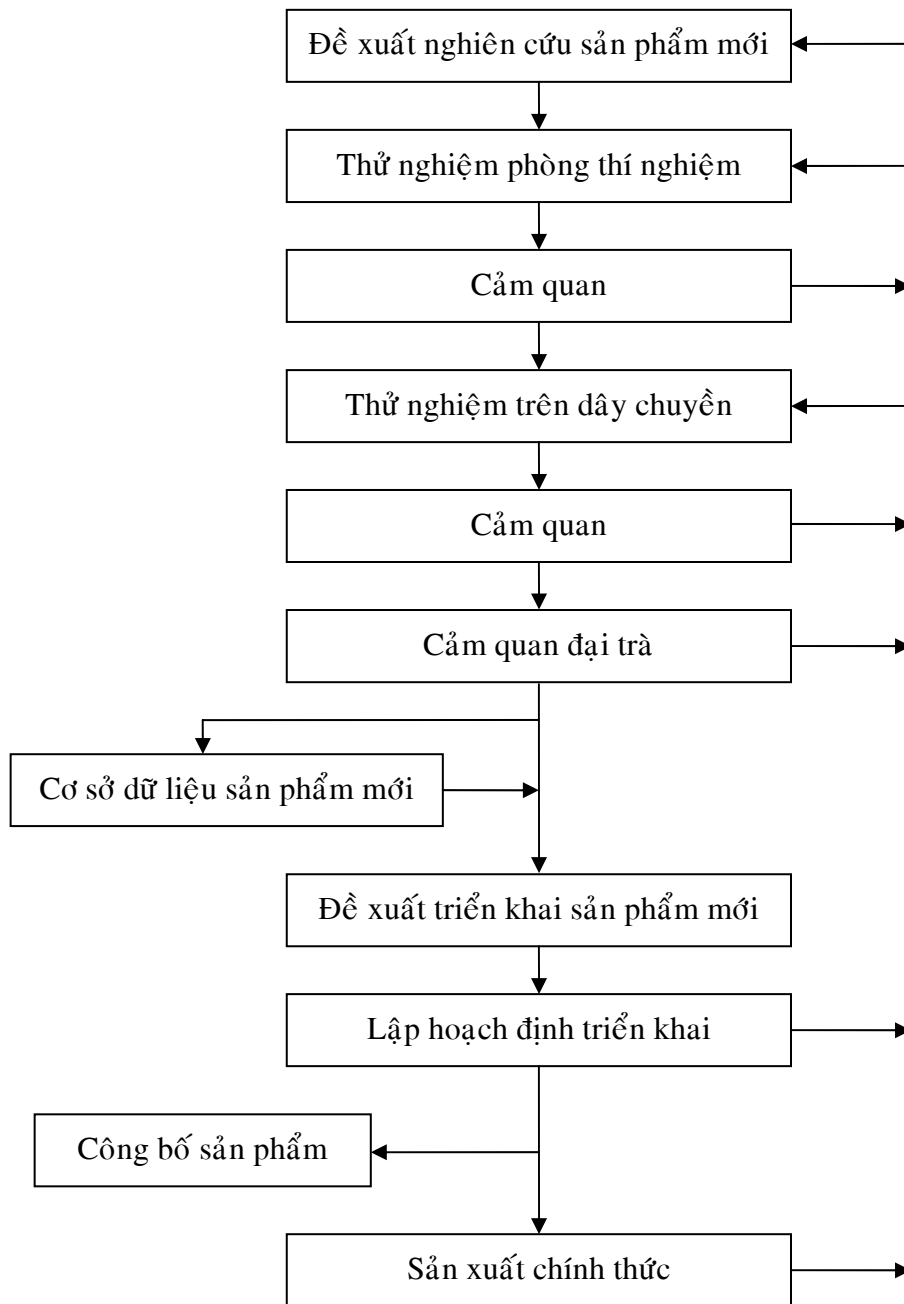 Đề xuất nghiên cứu sản phẩm mới
Thử nghiệm phòng thí nghiệm
Cảm quan
Thử nghiệm trên dây chuyền
Cảm quan
Cảm quan đại trà
Cơ sở dữ liệu sản phẩm mới
Đề xuất triển khai sản phẩm mới
Lập hoạch định triển khai
Công bố sản phẩm
Sản xuất chính thức